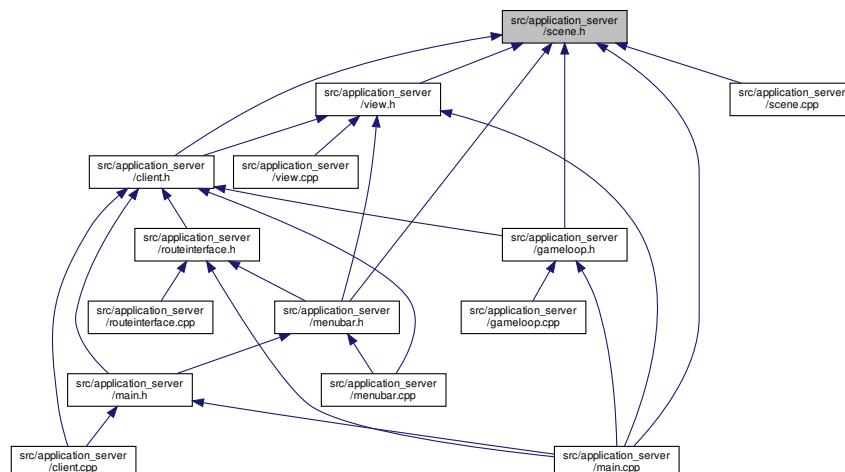 src/application_server
/scene.h
src/application_server
/view.h
src/application_server
/scene.cpp
src/application_server
/client.h
src/application_server
/view.cpp
src/application_server
/routeinterface.h
src/application_server
/gameloop.h
src/application_server
/routeinterface.cpp
src/application_server
/menubar.h
src/application_server
/gameloop.cpp
src/application_server
/main.h
src/application_server
/menubar.cpp
src/application_server
/client.cpp
src/application_server
/main.cpp